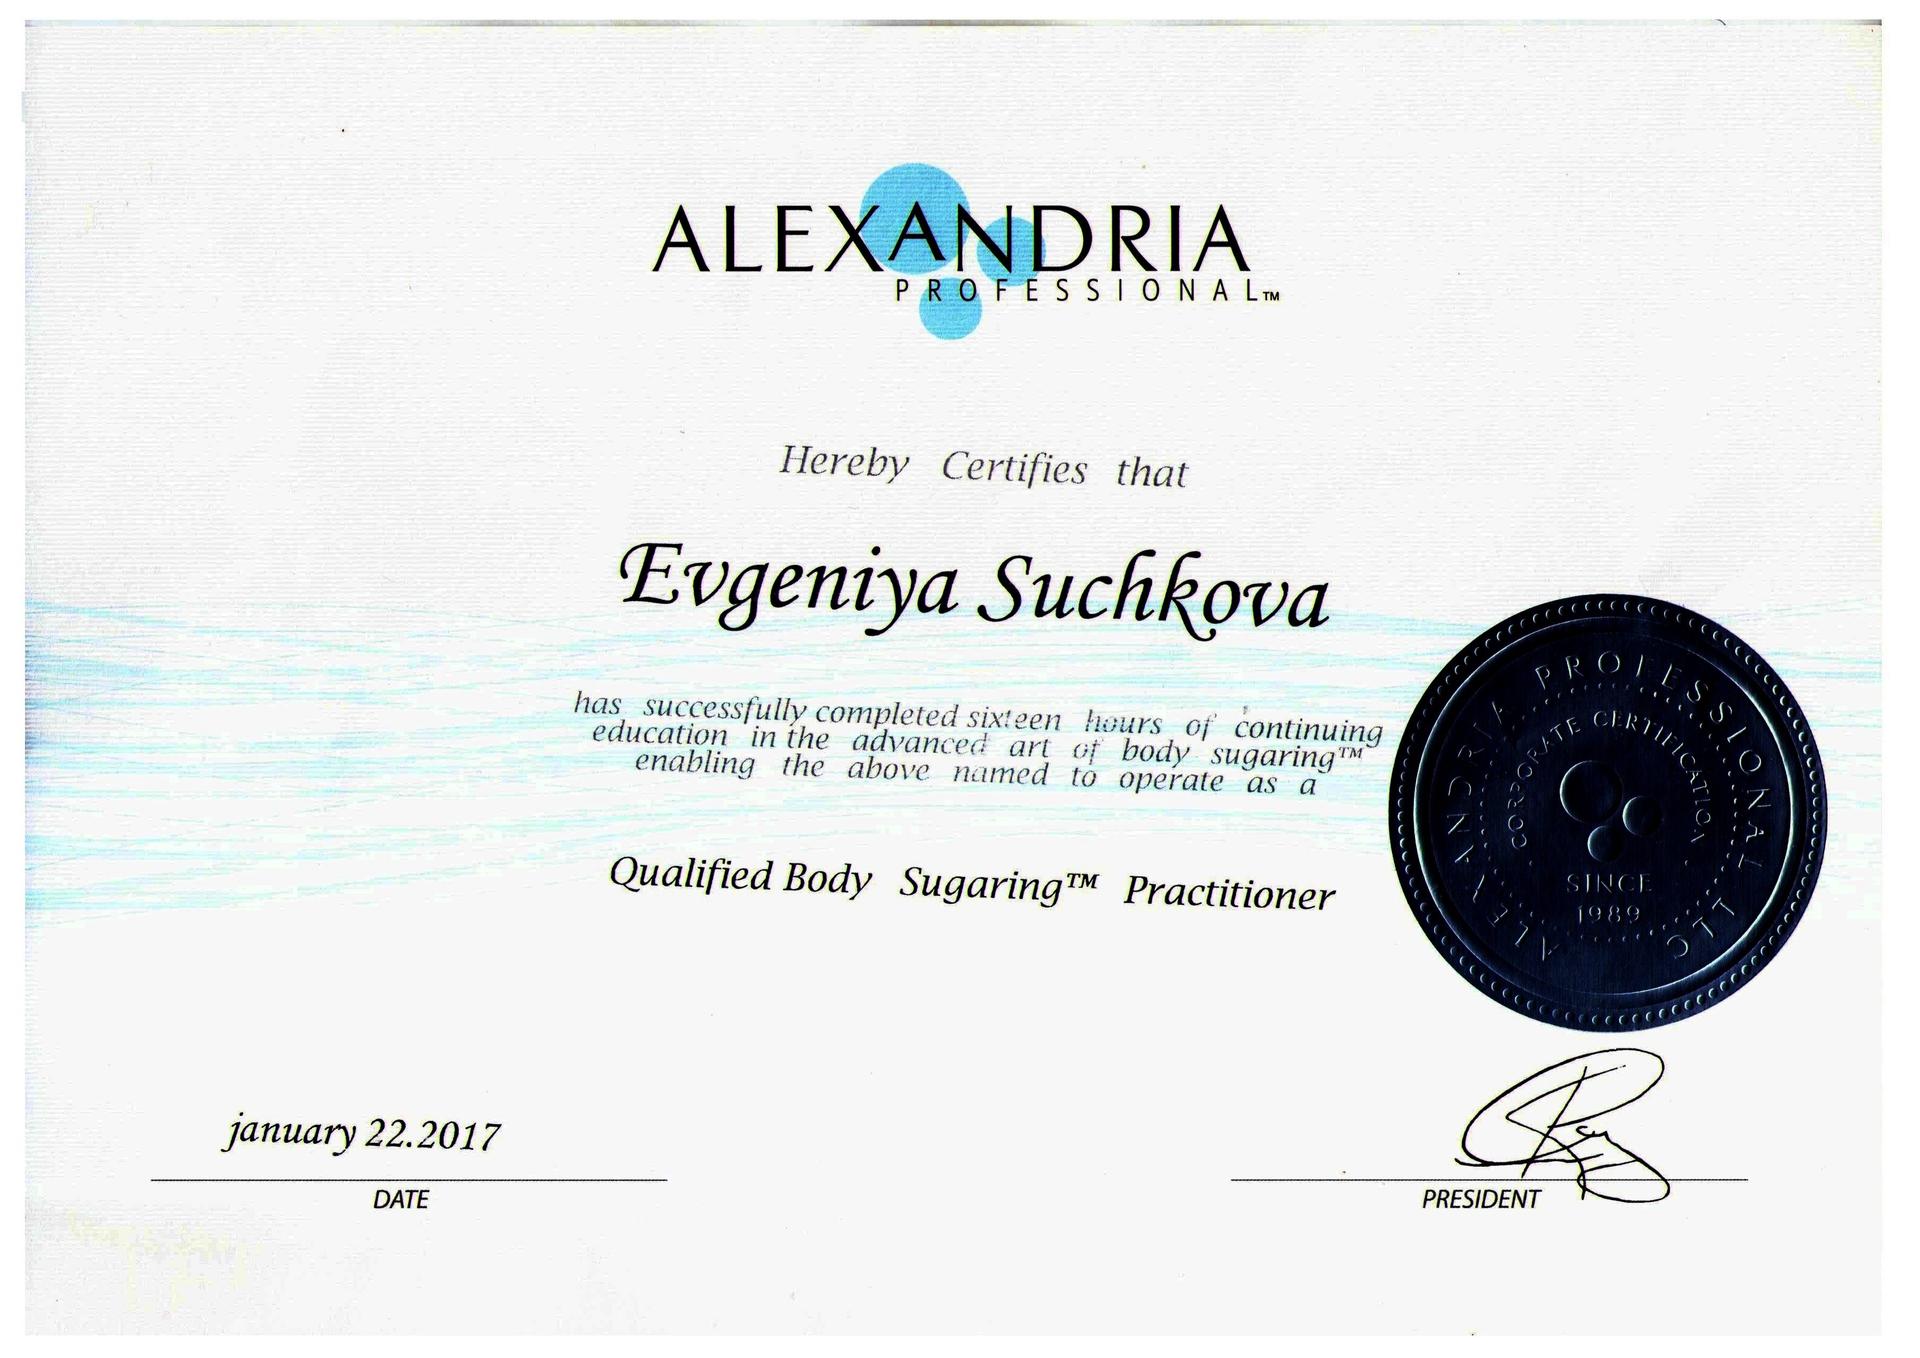 ALEXANDRIA
PROFESSIONAL™
Hereby Certifies that
Evgeniya Suchkova
has successfully completed sixteen hours of continuing
education in the advanced art of body sugaring™
enabling the above named to operate as a
Qualified Body Sugaring™ Practitioner
ALEXANDRIA PROFESSIONAL LLC
CORPORATE CERTIFICATION
SINCE
1989
january 22.2017
DATE
PRESIDENT